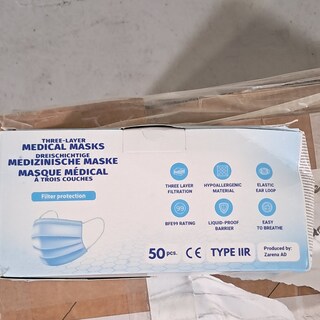 THREE-LAYER
MEDICAL MASKS
DREISCHICHTIGE
MEDIZINISCHE MASKE
MASQUE MÉDICAL
À TROIS COUCHES
Filter protection
THREE LAYER
FILTRATION
HYPOALLERGENIC
MATERIAL
ELASTIC
EAR LOOP
BFE99 RATING
LIQUID-PROOF
BARRIER
EASY
TO BREATHE
50 pcs.
CE
TYPE IIR
Produced by:
Zarena AD